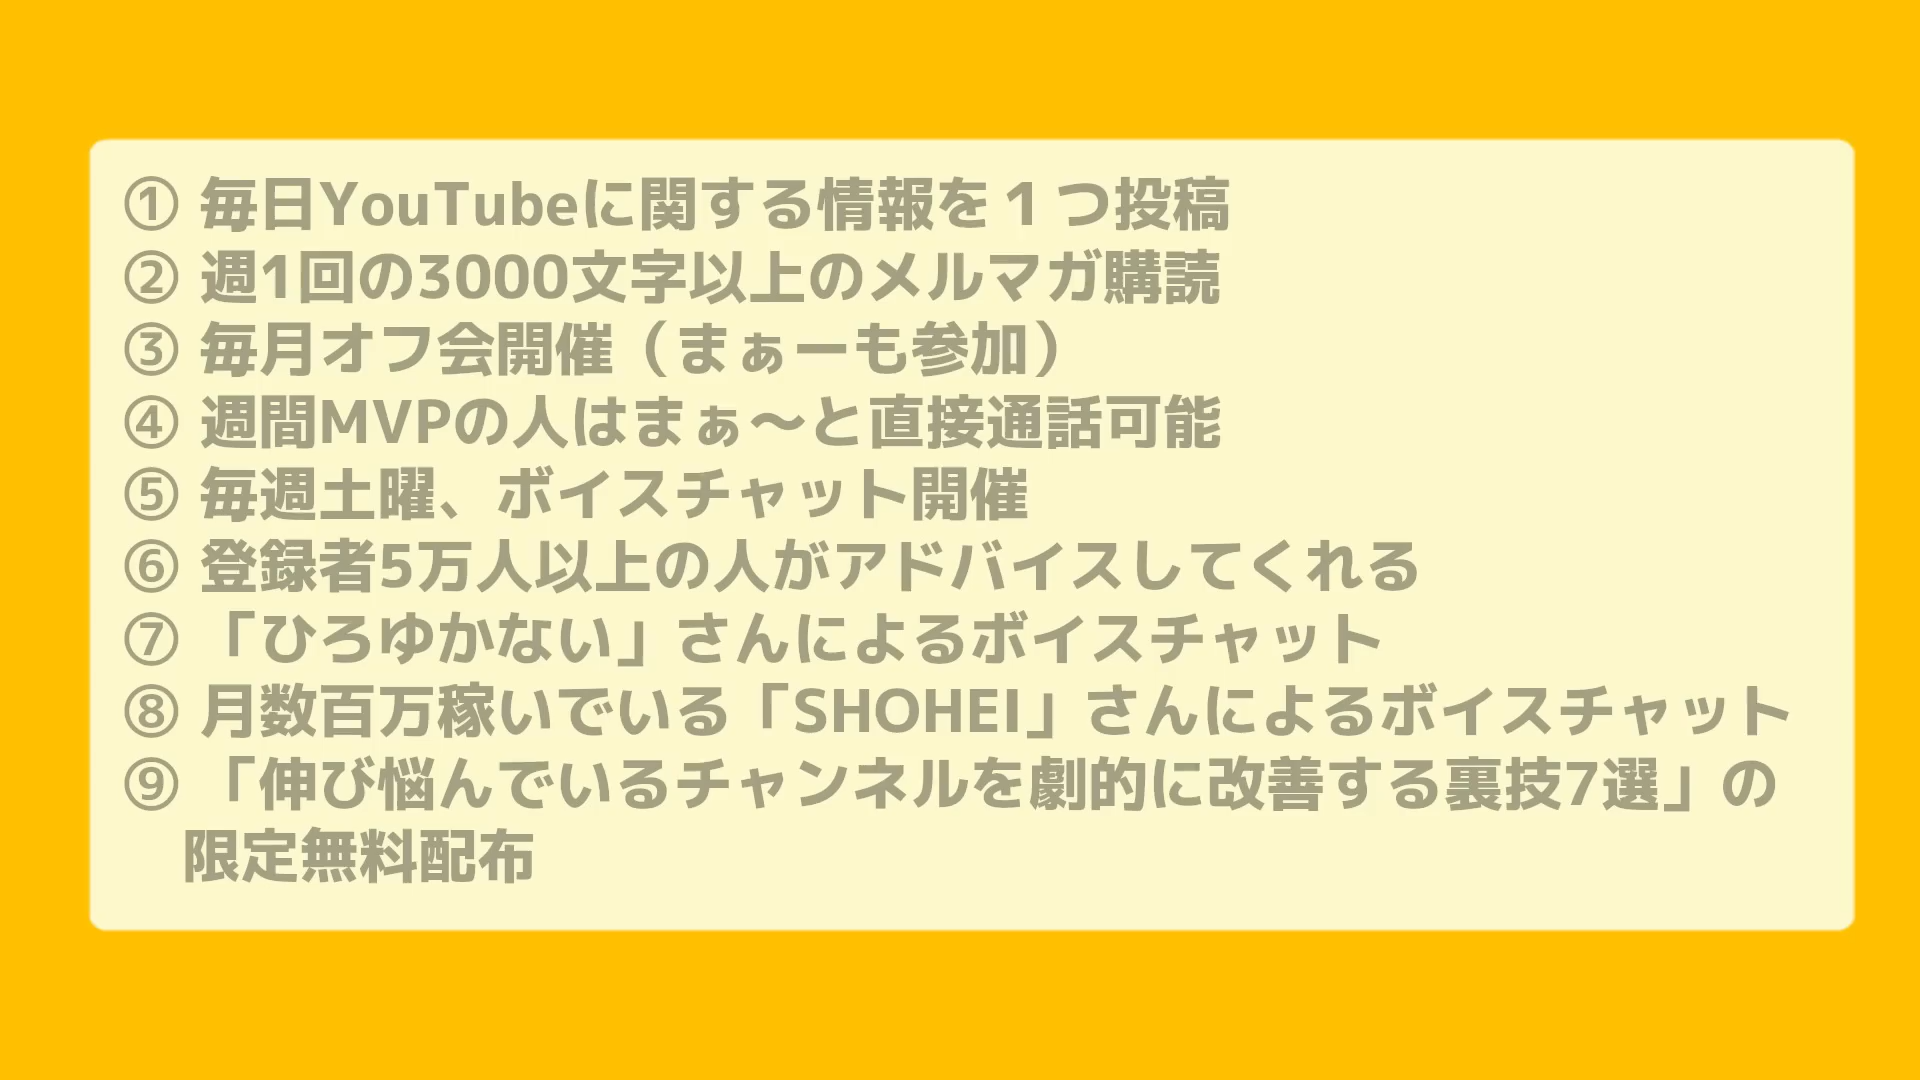 ① 毎日YouTubeに関する情報を１つ投稿
② 週1回の3000文字以上のメルマガ購読
③ 毎月オフ会開催（まぁーも参加）
④ 週間MVPの人はまぁ〜と直接通話可能
⑤ 毎週土曜、ボイスチャット開催
⑥ 登録者5万人以上の人がアドバイスしてくれる
⑦ 「ひろゆかない」さんによるボイスチャット
⑧ 月数百万稼いでいる「SHOHEI」さんによるボイスチャット
⑨ 「伸び悩んでいるチャンネルを劇的に改善する裏技7選」の
限定無料配布